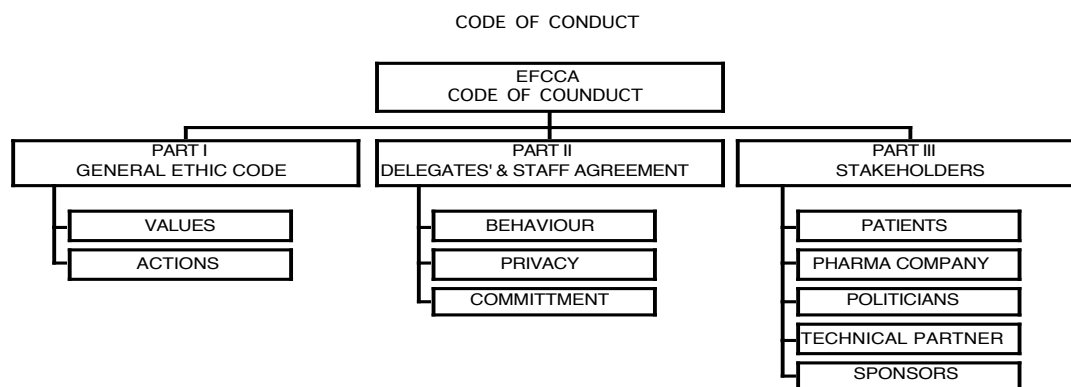 CODE OF CONDUCT
EFCCA
CODE OF COUNDUCT
PART I
GENERAL ETHIC CODE
VALUES
ACTIONS
PART II
DELEGATES' & STAFF AGREEMENT
BEHAVIOUR
PRIVACY
COMMITTMENT
PART III
STAKEHOLDERS
PATIENTS
PHARMA COMPANY
POLITICIANS
TECHNICAL PARTNER
SPONSORS